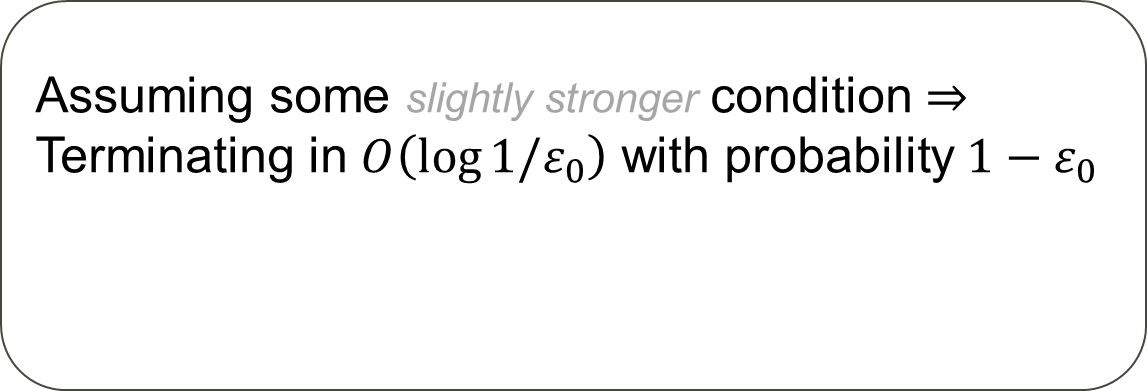 Assuming some slightly stronger condition ⇒
Terminating in O(log 1/ε₀) with probability 1 − ε₀